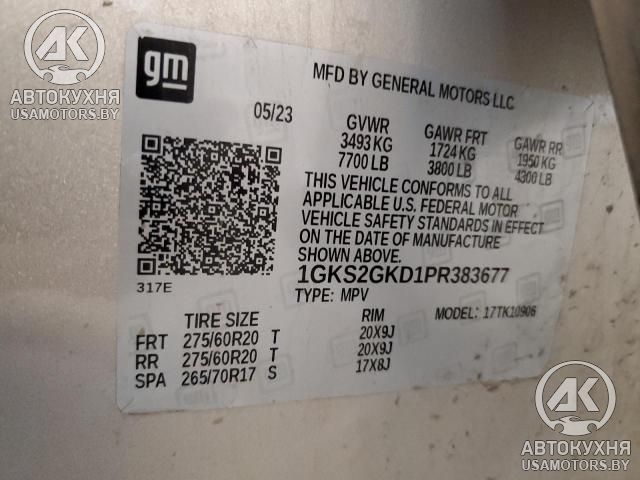 АК
АВТОКУХНЯ
USAMOTORS.BY
gm
MFD BY GENERAL MOTORS LLC
05/23
GVWR GAWR FRT GAWR RR
3493 KG 1724 KG 1950 KG
7700 LB 3800 LB 4300 LB
THIS VEHICLE CONFORMS TO ALL
APPLICABLE U.S. FEDERAL MOTOR
VEHICLE SAFETY STANDARDS IN EFFECT
ON THE DATE OF MANUFACTURE
SHOWN ABOVE.
1GKS2GKD1PR383677
317E
TYPE: MPV MODEL: 17TK10906
TIRE SIZE RIM
FRT 275/60R20 T 20X9J
RR 275/60R20 T 20X9J
SPA 265/70R17 S 17X8J
АК
АВТОКУХНЯ
USAMOTORS.BY